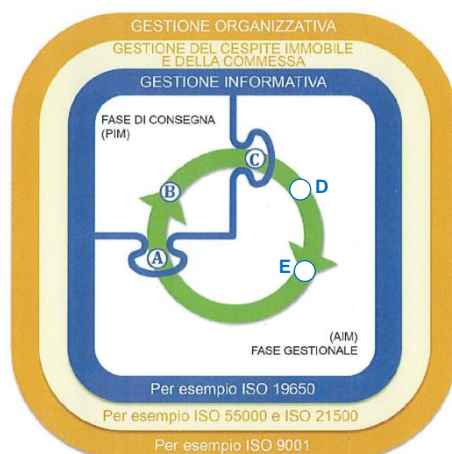 GESTIONE ORGANIZZATIVA
GESTIONE DEL CESPITE IMMOBILE
E DELLA COMMESSA
GESTIONE INFORMATIVA
FASE DI CONSEGNA
(PIM)
C
B
D
A
E
(AIM)
FASE GESTIONALE
Per esempio ISO 19650
Per esempio ISO 55000 e ISO 21500
Per esempio ISO 9001